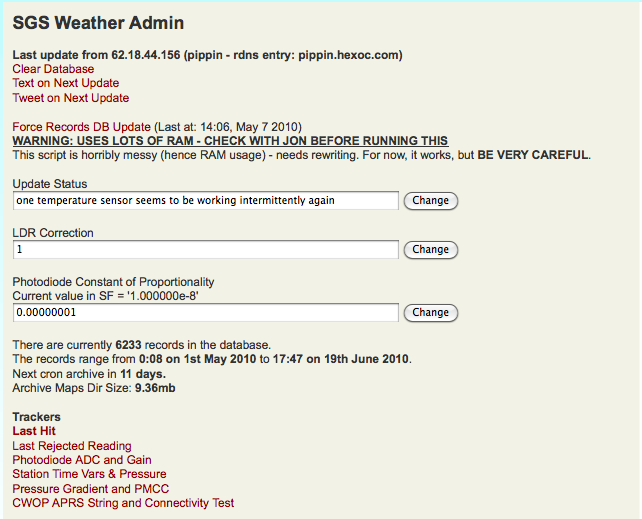 SGS Weather Admin
Last update from 62.18.44.156 (pippin - rdns entry: pippin.hexoc.com)
Clear Database
Text on Next Update
Tweet on Next Update
Force Records DB Update (Last at: 14:06, May 7 2010)
WARNING: USES LOTS OF RAM - CHECK WITH JON BEFORE RUNNING THIS
This script is horribly messy (hence RAM usage) - needs rewriting. For now, it works, but BE VERY CAREFUL.
Update Status
one temperature sensor seems to be working intermittently again Change
LDR Correction
1 Change
Photodiode Constant of Proportionality
Current value in SF = '1.000000e-8'
0.00000001 Change
There are currently 6233 records in the database.
The records range from 0:08 on 1st May 2010 to 17:47 on 19th June 2010.
Next cron archive in 11 days.
Archive Maps Dir Size: 9.36mb
Trackers
Last Hit
Last Rejected Reading
Photodiode ADC and Gain
Station Time Vars & Pressure
Pressure Gradient and PMCC
CWOP APRS String and Connectivity Test